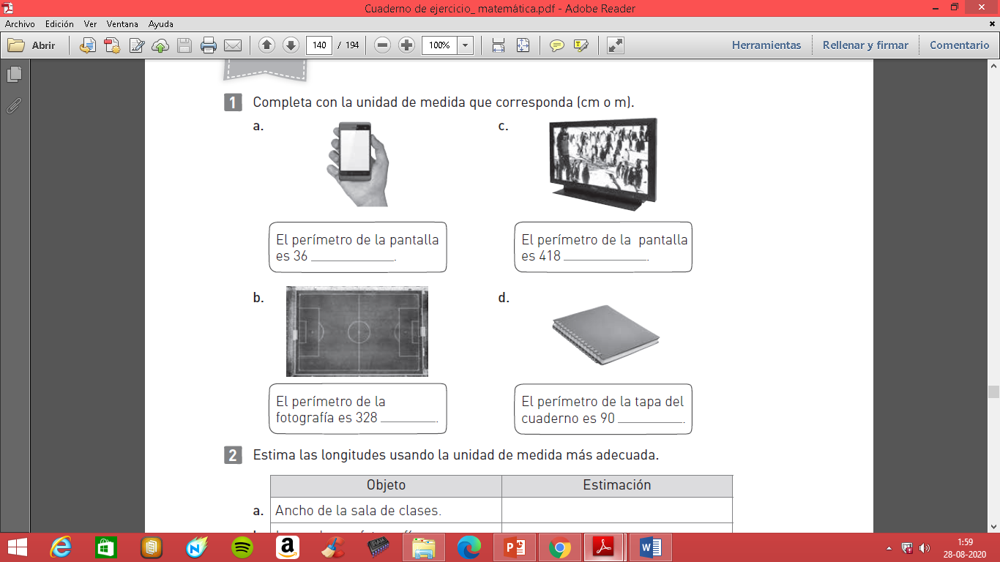 Cuaderno de ejercicio_ matemática.pdf - Adobe Reader
Archivo Edición Ver Ventana Ayuda
Abrir 140 / 194 100% Herramientas Rellenar y firmar Comentario
1 Completa con la unidad de medida que corresponda (cm o m).
a.
El perímetro de la pantalla
es 36 ____________.
c.
El perímetro de la pantalla
es 418 ____________.
b.
El perímetro de la
fotografía es 328 ________.
d.
El perímetro de la tapa del
cuaderno es 90 _________.
2 Estima las longitudes usando la unidad de medida más adecuada.
Objeto Estimación
a. Ancho de la sala de clases.
1:59
28-08-2020